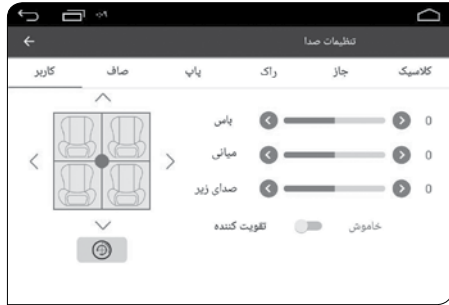 تنظیمات صدا
کلاسیک جاز راک پاپ صاف کاربر
باس 0
میانی 0
صدای زیر 0
تقویت کننده خاموش